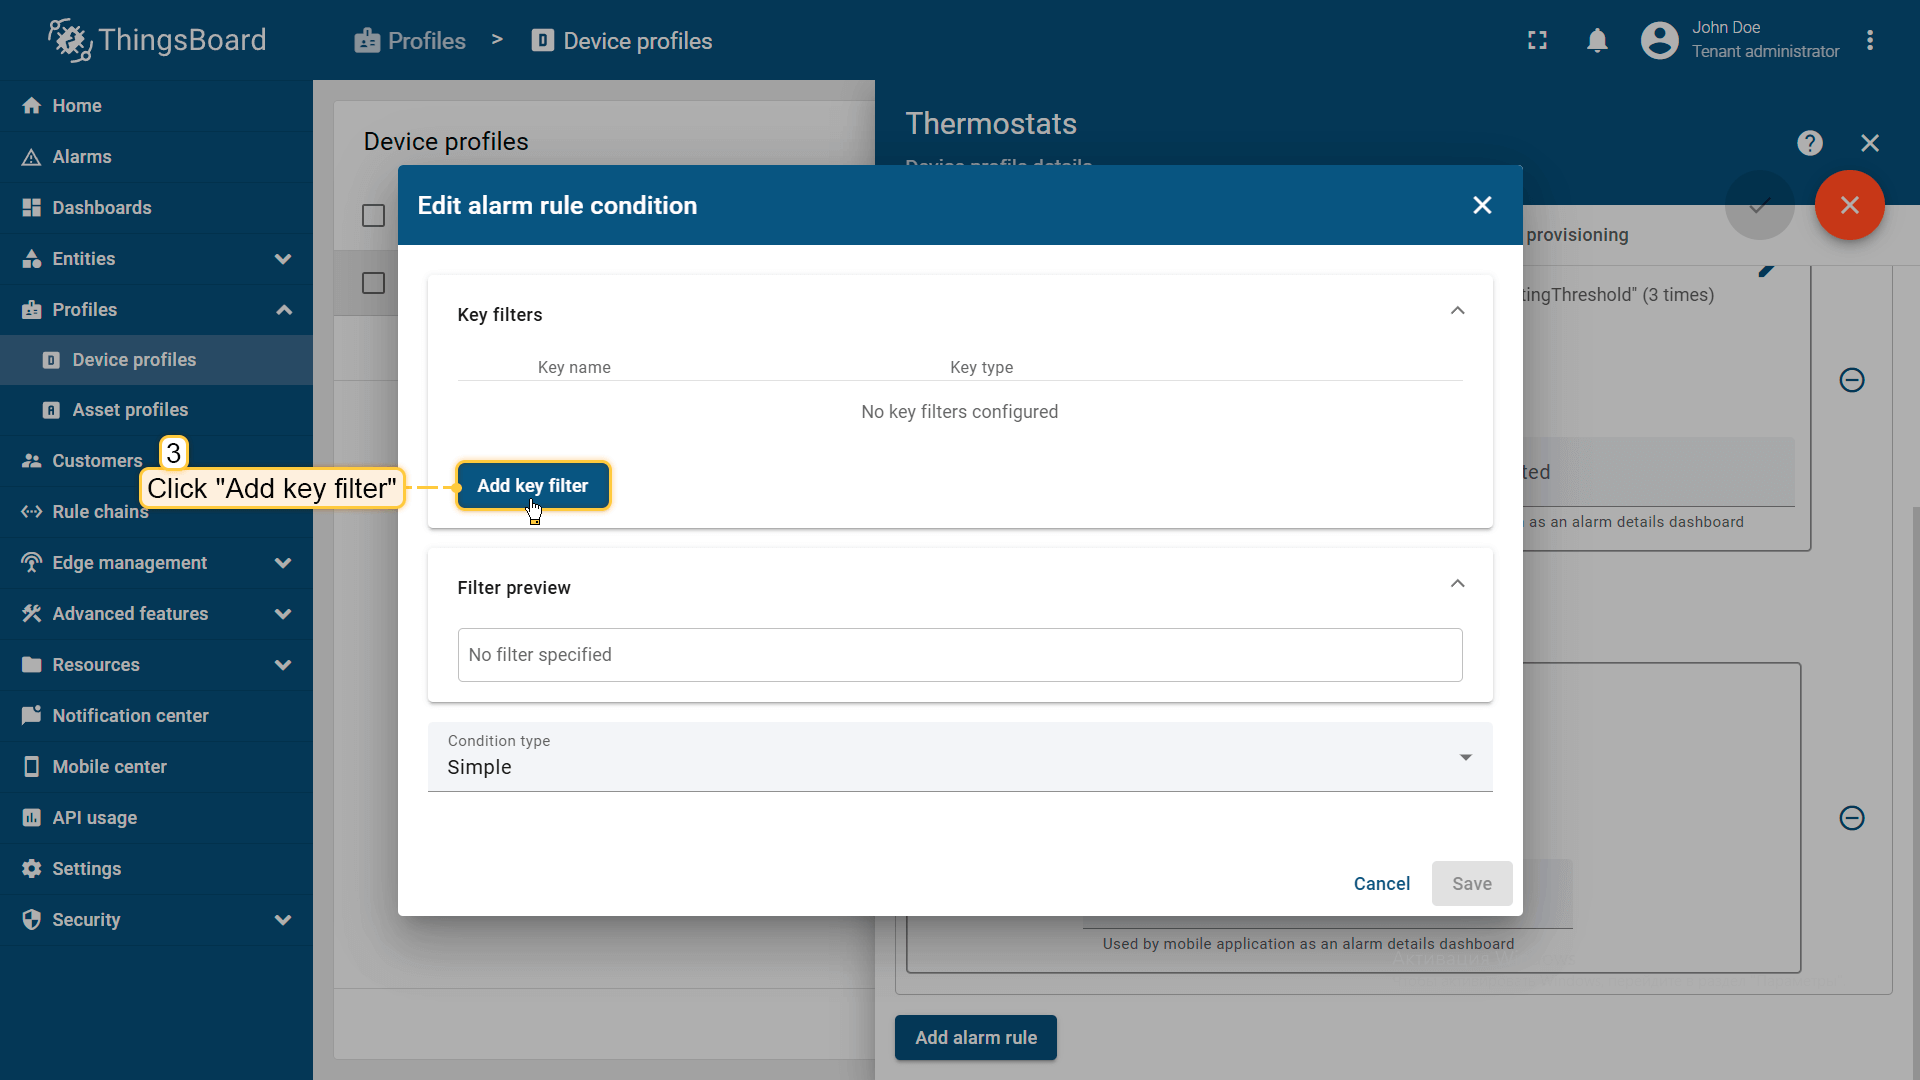 ThingsBoard
Profiles > Device profiles
John Doe
Tenant administrator
Home
Alarms
Dashboards
Entities
Profiles
Device profiles
Asset profiles
Customers
Rule chains
Edge management
Advanced features
Resources
Notification center
Mobile center
API usage
Settings
Security
3
Click "Add key filter"
Device profiles
Thermostats
Device profile details
provisioning
tingThreshold" (3 times)
ted
as an alarm details dashboard
Edit alarm rule condition
Key filters
Key name Key type
No key filters configured
Add key filter
Filter preview
No filter specified
Condition type
Simple
Cancel Save
Used by mobile application as an alarm details dashboard
Add alarm rule